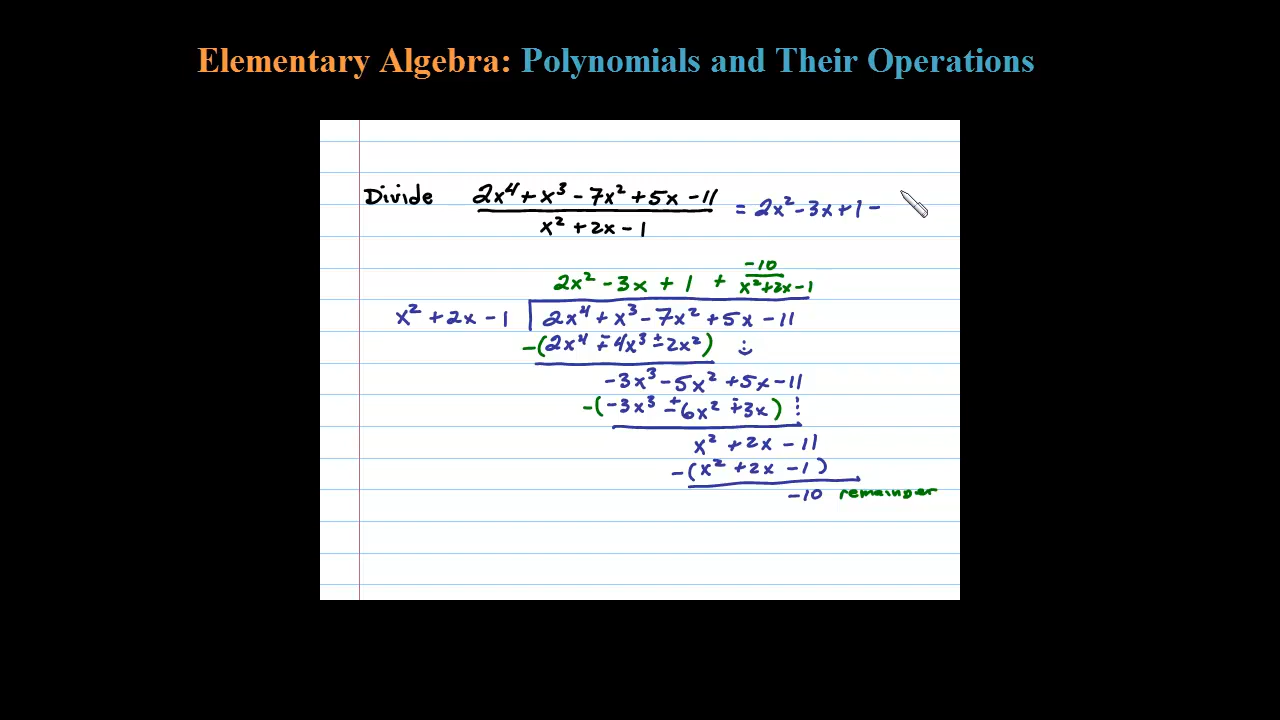 Elementary Algebra: Polynomials and Their Operations
Divide (2x⁴ + x³ - 7x² + 5x - 11)/(x² + 2x - 1) = 2x² - 3x + 1 -
2x² - 3x + 1 + -10/(x² + 2x - 1)
x² + 2x - 1 | 2x⁴ + x³ - 7x² + 5x - 11
-(2x⁴ ∓ 4x³ ± 2x²)
-3x³ - 5x² + 5x - 11
-(-3x³ ± 6x² ∓ 3x)
x² + 2x - 11
-(x² + 2x - 1)
-10 remainder